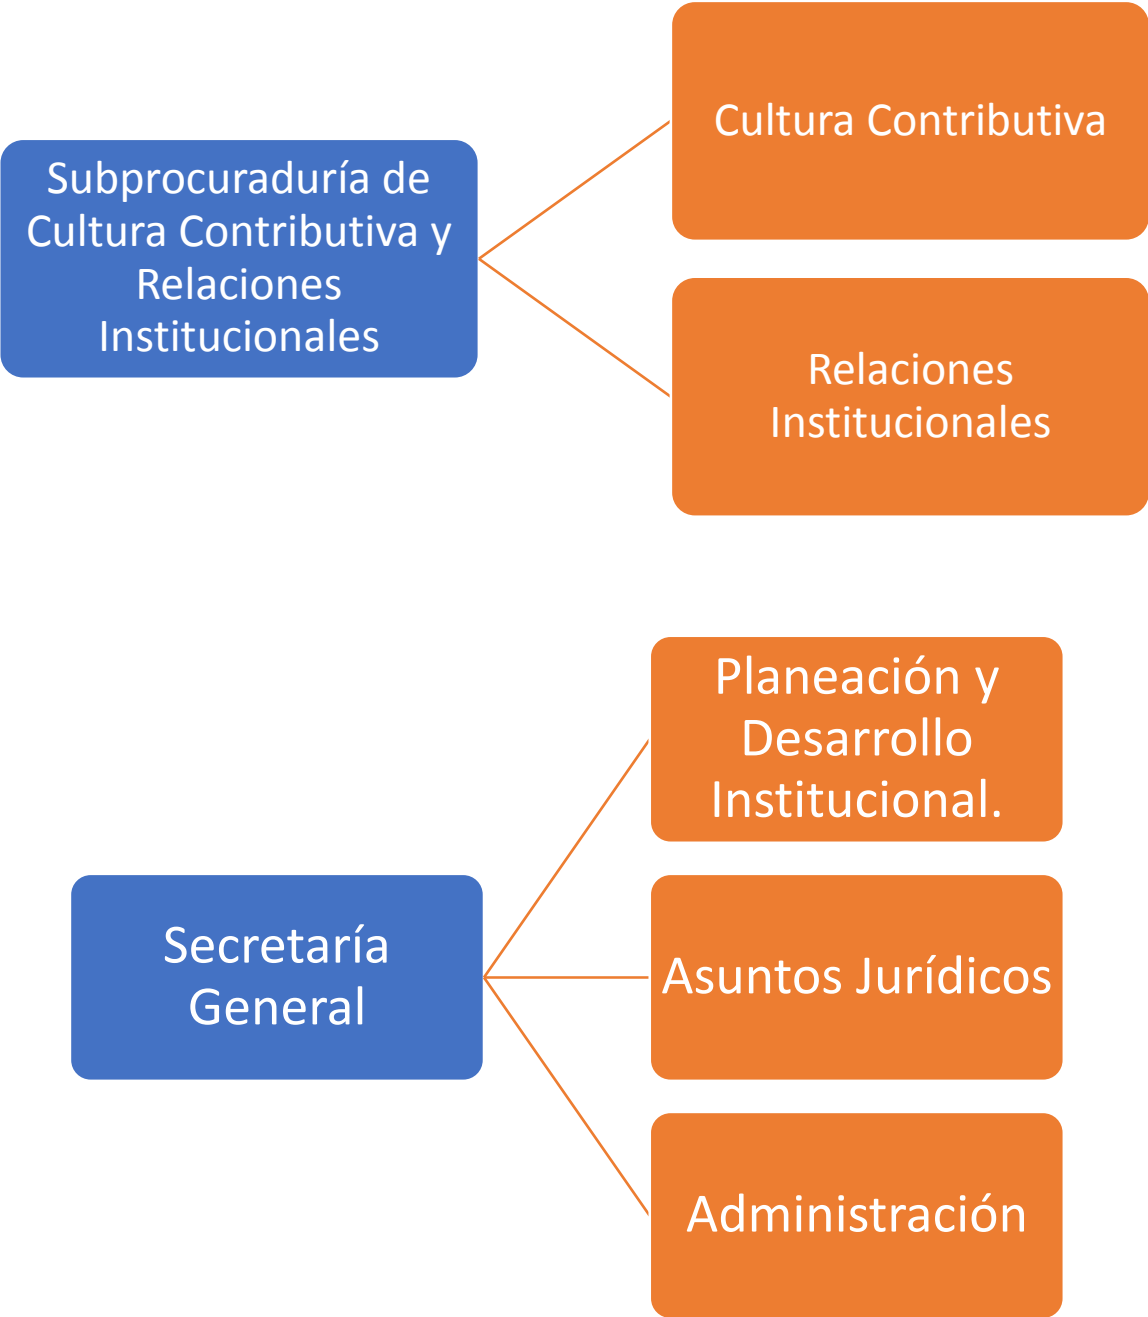 Subprocuraduría de
Cultura Contributiva y
Relaciones
Institucionales
Cultura Contributiva
Relaciones
Institucionales
Secretaría
General
Planeación y
Desarrollo
Institucional.
Asuntos Jurídicos
Administración